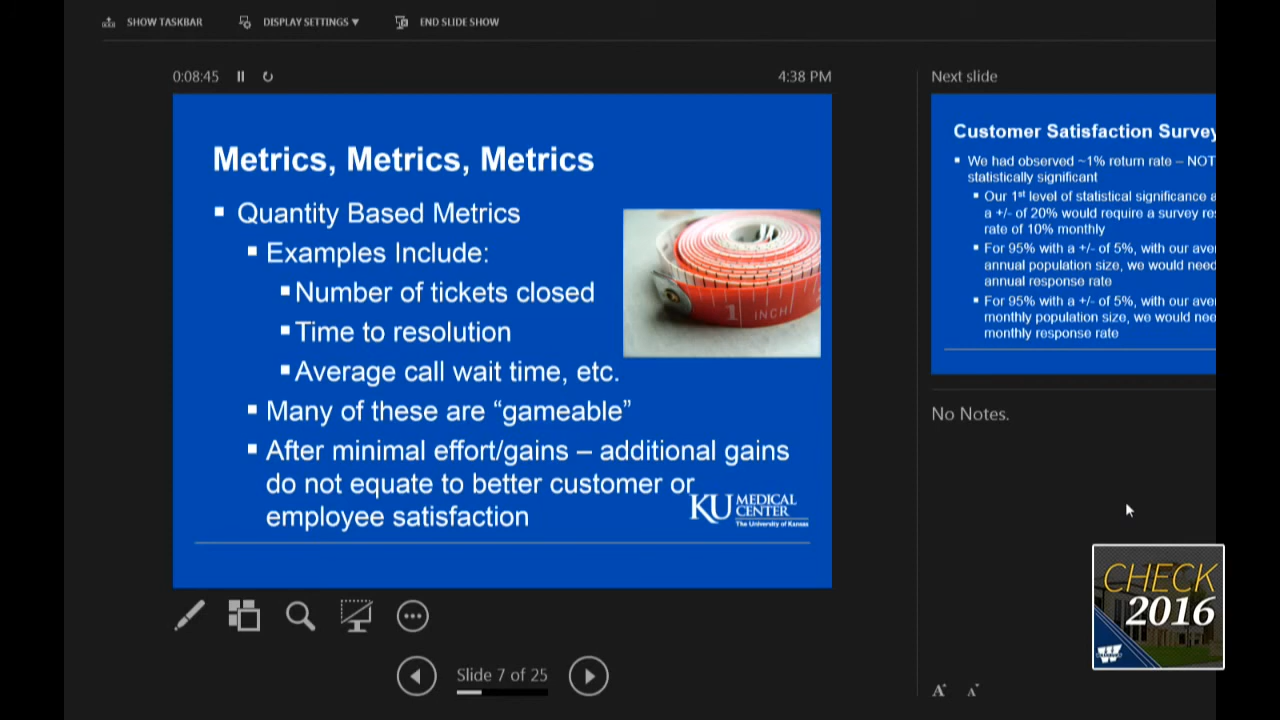 SHOW TASKBAR
DISPLAY SETTINGS ▼
END SLIDE SHOW
0:08:45
4:38 PM
Metrics, Metrics, Metrics
▪ Quantity Based Metrics
▪ Examples Include:
▪ Number of tickets closed
▪ Time to resolution
▪ Average call wait time, etc.
▪ Many of these are “gameable”
▪ After minimal effort/gains – additional gains
do not equate to better customer or
employee satisfaction
1 INCH
KU MEDICAL
CENTER
The University of Kansas
Slide 7 of 25
Next slide
Customer Satisfaction Survey
▪ We had observed ~1% return rate – NOT
statistically significant
▪ Our 1st level of statistical significance a
a +/- of 20% would require a survey re
rate of 10% monthly
▪ For 95% with a +/- of 5%, with our ave
annual population size, we would need
annual response rate
▪ For 95% with a +/- of 5%, with our ave
monthly population size, we would nee
monthly response rate
No Notes.
CHECK
2016
W
A A